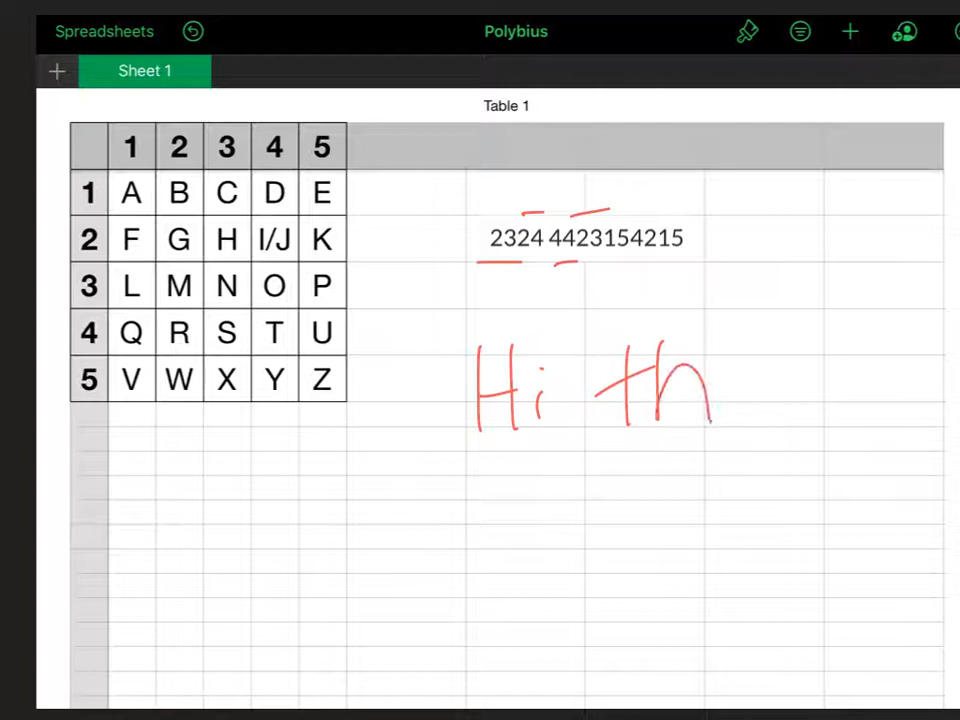 Spreadsheets Polybius
Sheet 1
Table 1
1 2 3 4 5
1 A B C D E
2 F G H I/J K
3 L M N O P
4 Q R S T U
5 V W X Y Z
2324 4423154215
Hi th